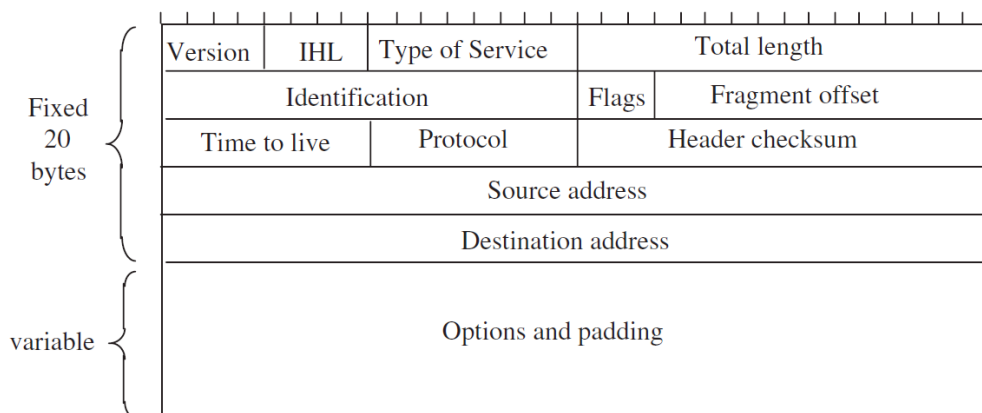 Version IHL Type of Service Total length
Identification Flags Fragment offset
Fixed
20
bytes
Time to live Protocol Header checksum
Source address
Destination address
variable
Options and padding